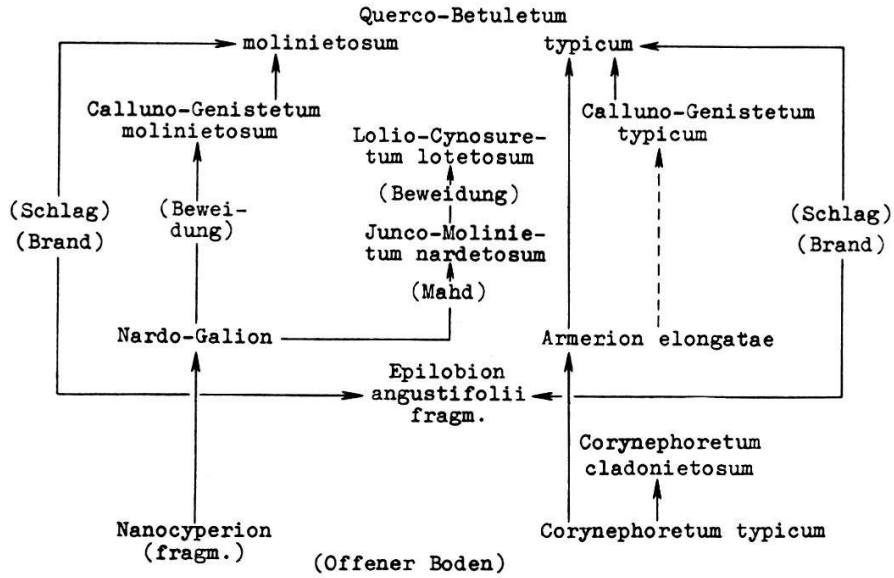 Querco-Betuletum
molinietosum
typicum
Calluno-Genistetum
molinietosum
Calluno-Genistetum
typicum
Lolio-Cynosure-
tum lotetosum
(Beweidung)
(Schlag)
(Brand)
(Bewei-
dung)
Junco-Molinie-
tum nardetosum
(Mahd)
(Schlag)
(Brand)
Nardo-Galion
Armerion elongatae
Epilobion
angustifolii
fragm.
Corynephoretum
cladonietosum
Nanocyperion
(fragm.)
Corynephoretum typicum
(Offener Boden)